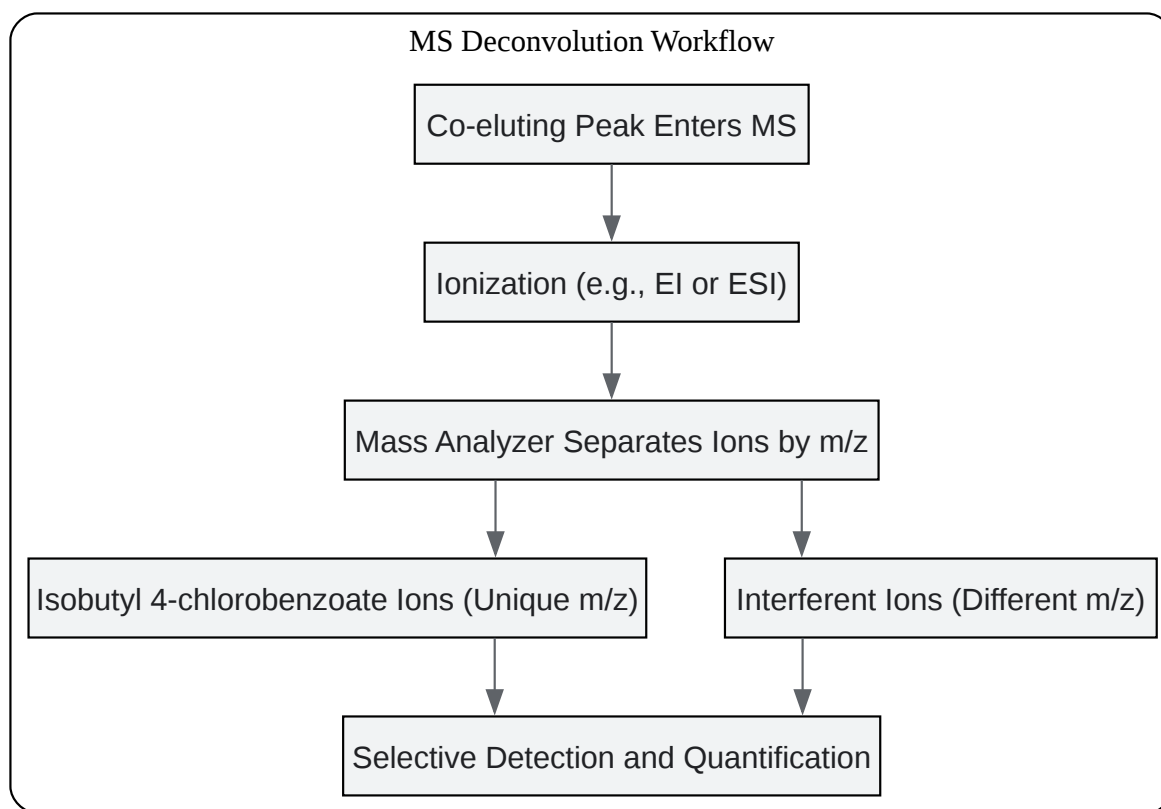 MS Deconvolution Workflow
Co-eluting Peak Enters MS
Ionization (e.g., EI or ESI)
Mass Analyzer Separates Ions by m/z
Isobutyl 4-chlorobenzoate Ions (Unique m/z)
Interferent Ions (Different m/z)
Selective Detection and Quantification